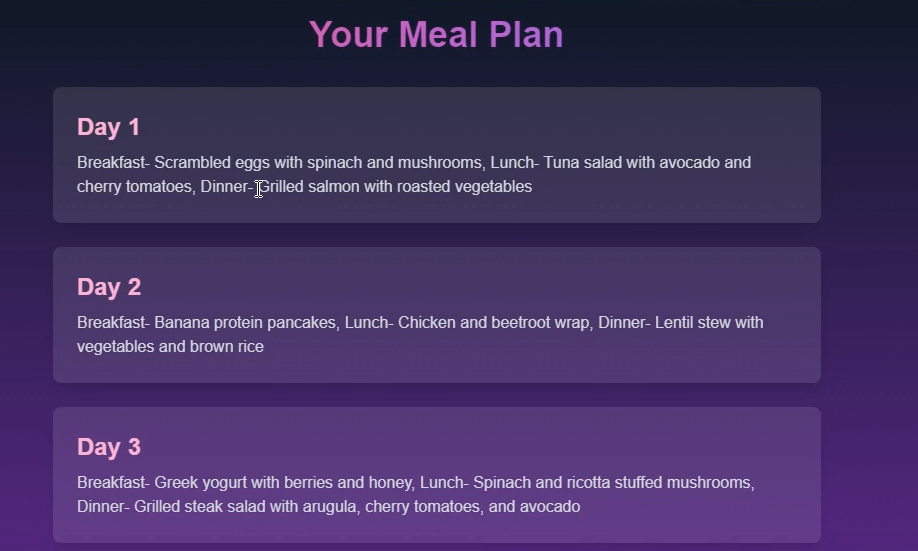 Your Meal Plan
Day 1
Breakfast- Scrambled eggs with spinach and mushrooms, Lunch- Tuna salad with avocado and
cherry tomatoes, Dinner- Grilled salmon with roasted vegetables
Day 2
Breakfast- Banana protein pancakes, Lunch- Chicken and beetroot wrap, Dinner- Lentil stew with
vegetables and brown rice
Day 3
Breakfast- Greek yogurt with berries and honey, Lunch- Spinach and ricotta stuffed mushrooms,
Dinner- Grilled steak salad with arugula, cherry tomatoes, and avocado